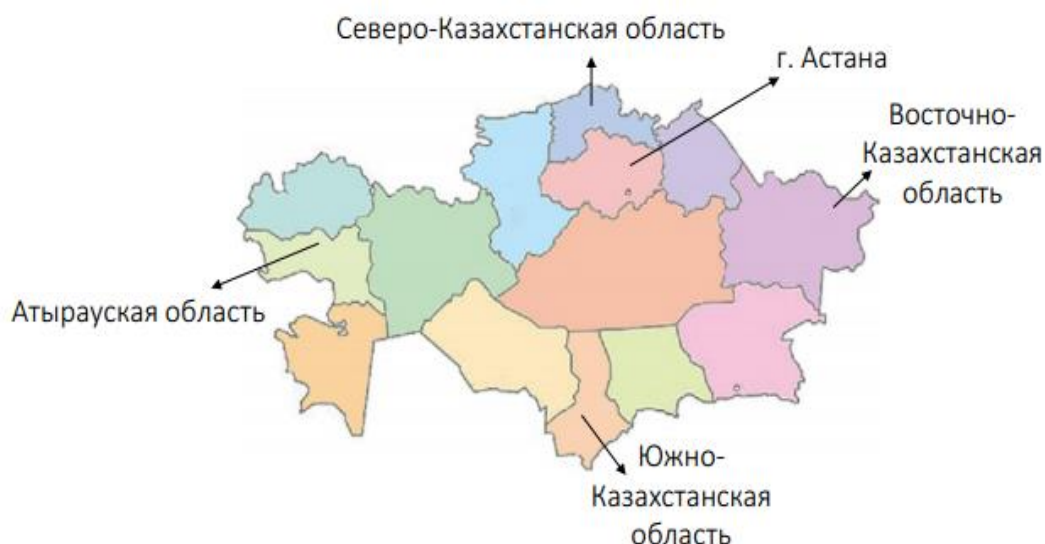 Северо-Казахстанская область
г. Астана
Восточно-
Казахстанская
область
Атырауская область
Южно-
Казахстанская
область